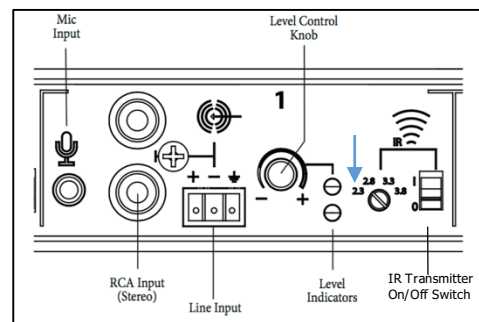 Mic
Input
Level Control
Knob
1
IR
2.8 3.3
2.3 3.8
+ − 
− +
I
0
RCA Input
(Stereo)
Line Input
Level
Indicators
IR Transmitter
On/Off Switch